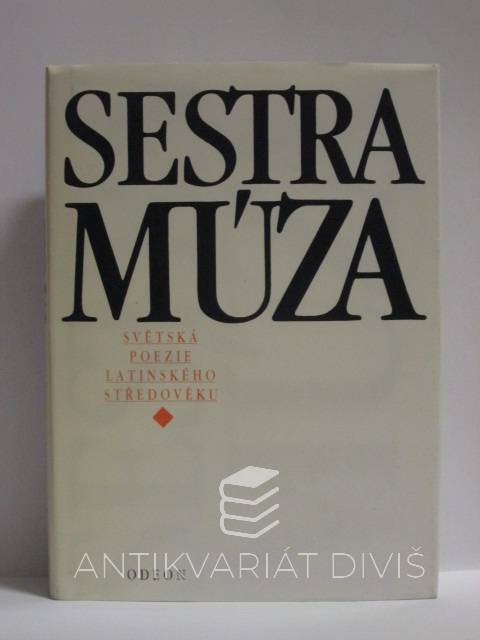 SESTRA
MÚZA
SVĚTSKÁ
POEZIE
LATINSKÉHO
STŘEDOVĚKU
ANTIKVARIÁT DIVIŠ
ODEON